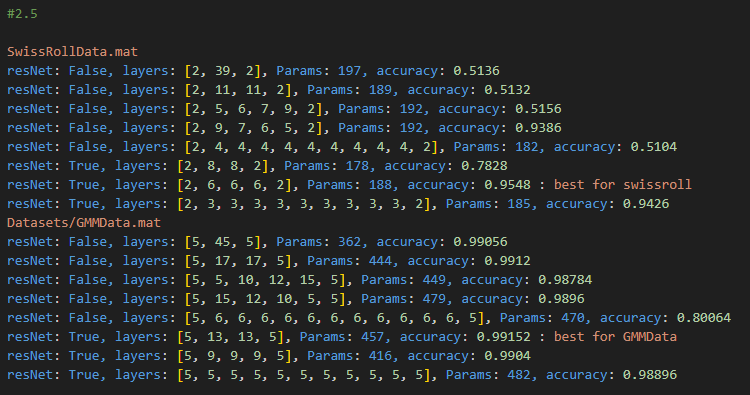 #2.5
SwissRollData.mat
resNet: False, layers: [2, 39, 2], Params: 197, accuracy: 0.5136
resNet: False, layers: [2, 11, 11, 2], Params: 189, accuracy: 0.5132
resNet: False, layers: [2, 5, 6, 7, 9, 2], Params: 192, accuracy: 0.5156
resNet: False, layers: [2, 9, 7, 6, 5, 2], Params: 192, accuracy: 0.9386
resNet: False, layers: [2, 4, 4, 4, 4, 4, 4, 4, 4, 4, 2], Params: 182, accuracy: 0.5104
resNet: True, layers: [2, 8, 8, 2], Params: 178, accuracy: 0.7828
resNet: True, layers: [2, 6, 6, 6, 2], Params: 188, accuracy: 0.9548 : best for swissroll
resNet: True, layers: [2, 3, 3, 3, 3, 3, 3, 3, 3, 2], Params: 185, accuracy: 0.9426
Datasets/GMMData.mat
resNet: False, layers: [5, 45, 5], Params: 362, accuracy: 0.99056
resNet: False, layers: [5, 17, 17, 5], Params: 444, accuracy: 0.9912
resNet: False, layers: [5, 5, 10, 12, 15, 5], Params: 449, accuracy: 0.98784
resNet: False, layers: [5, 15, 12, 10, 5, 5], Params: 479, accuracy: 0.9896
resNet: False, layers: [5, 6, 6, 6, 6, 6, 6, 6, 6, 6, 6, 6, 5], Params: 470, accuracy: 0.80064
resNet: True, layers: [5, 13, 13, 5], Params: 457, accuracy: 0.99152 : best for GMMData
resNet: True, layers: [5, 9, 9, 9, 5], Params: 416, accuracy: 0.9904
resNet: True, layers: [5, 5, 5, 5, 5, 5, 5, 5, 5, 5, 5], Params: 482, accuracy: 0.98896